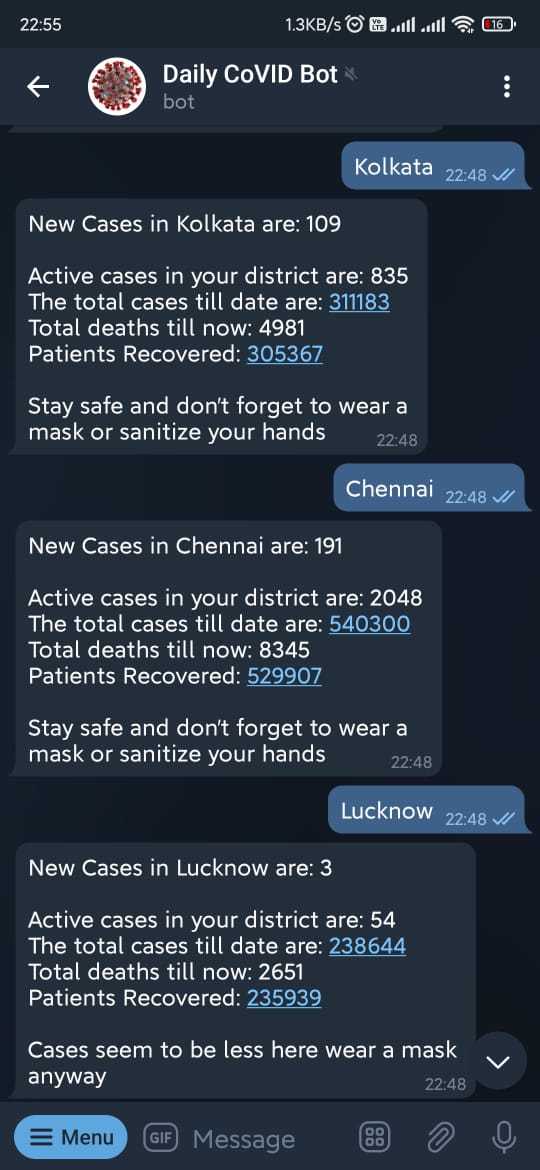 22:55
1.3KB/s
Vo
LTE
16
Daily CoVID Bot
bot
Kolkata 22:48
New Cases in Kolkata are: 109
Active cases in your district are: 835
The total cases till date are: 311183
Total deaths till now: 4981
Patients Recovered: 305367
Stay safe and don't forget to wear a
mask or sanitize your hands 22:48
Chennai 22:48
New Cases in Chennai are: 191
Active cases in your district are: 2048
The total cases till date are: 540300
Total deaths till now: 8345
Patients Recovered: 529907
Stay safe and don't forget to wear a
mask or sanitize your hands 22:48
Lucknow 22:48
New Cases in Lucknow are: 3
Active cases in your district are: 54
The total cases till date are: 238644
Total deaths till now: 2651
Patients Recovered: 235939
Cases seem to be less here wear a mask
anyway 22:48
Menu GIF Message